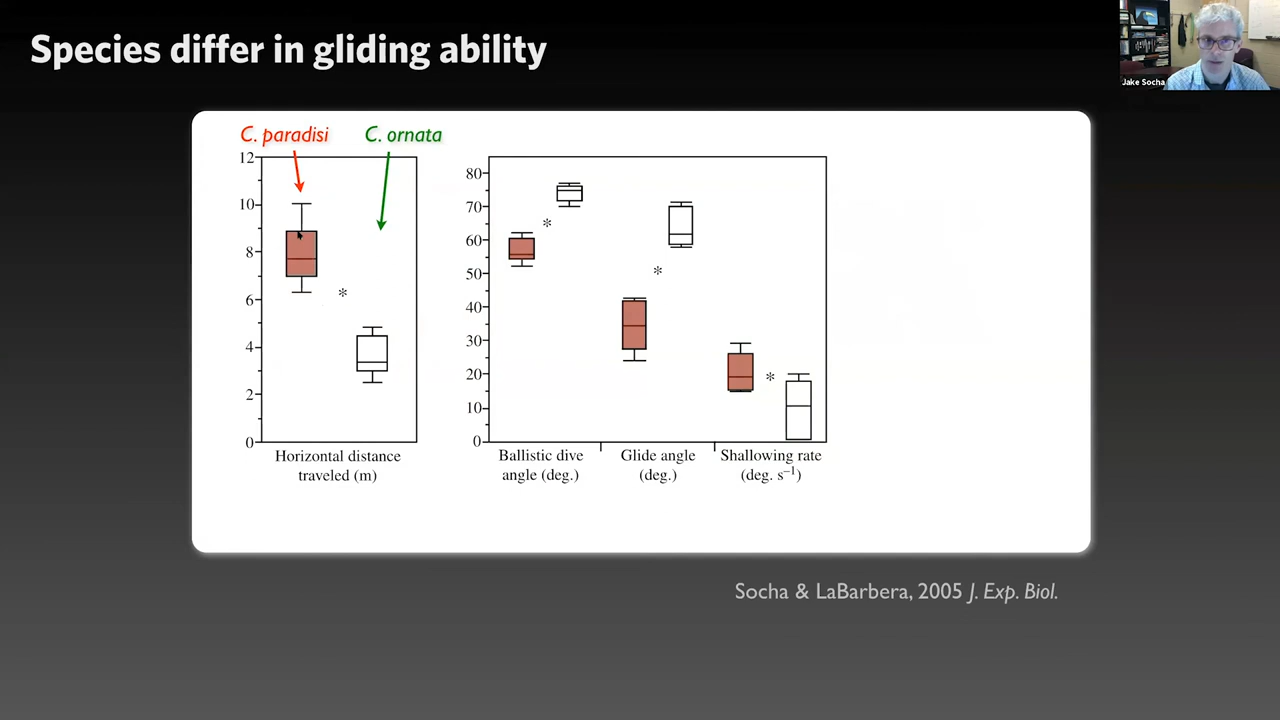 Species differ in gliding ability
Jake Socha
C. paradisi
C. ornata
12
10
8
6
4
2
0
*
Horizontal distance
traveled (m)
80
70
60
50
40
30
20
10
0
*
*
*
Ballistic dive
angle (deg.)
Glide angle
(deg.)
Shallowing rate
(deg. s⁻¹)
Socha & LaBarbera, 2005 J. Exp. Biol.